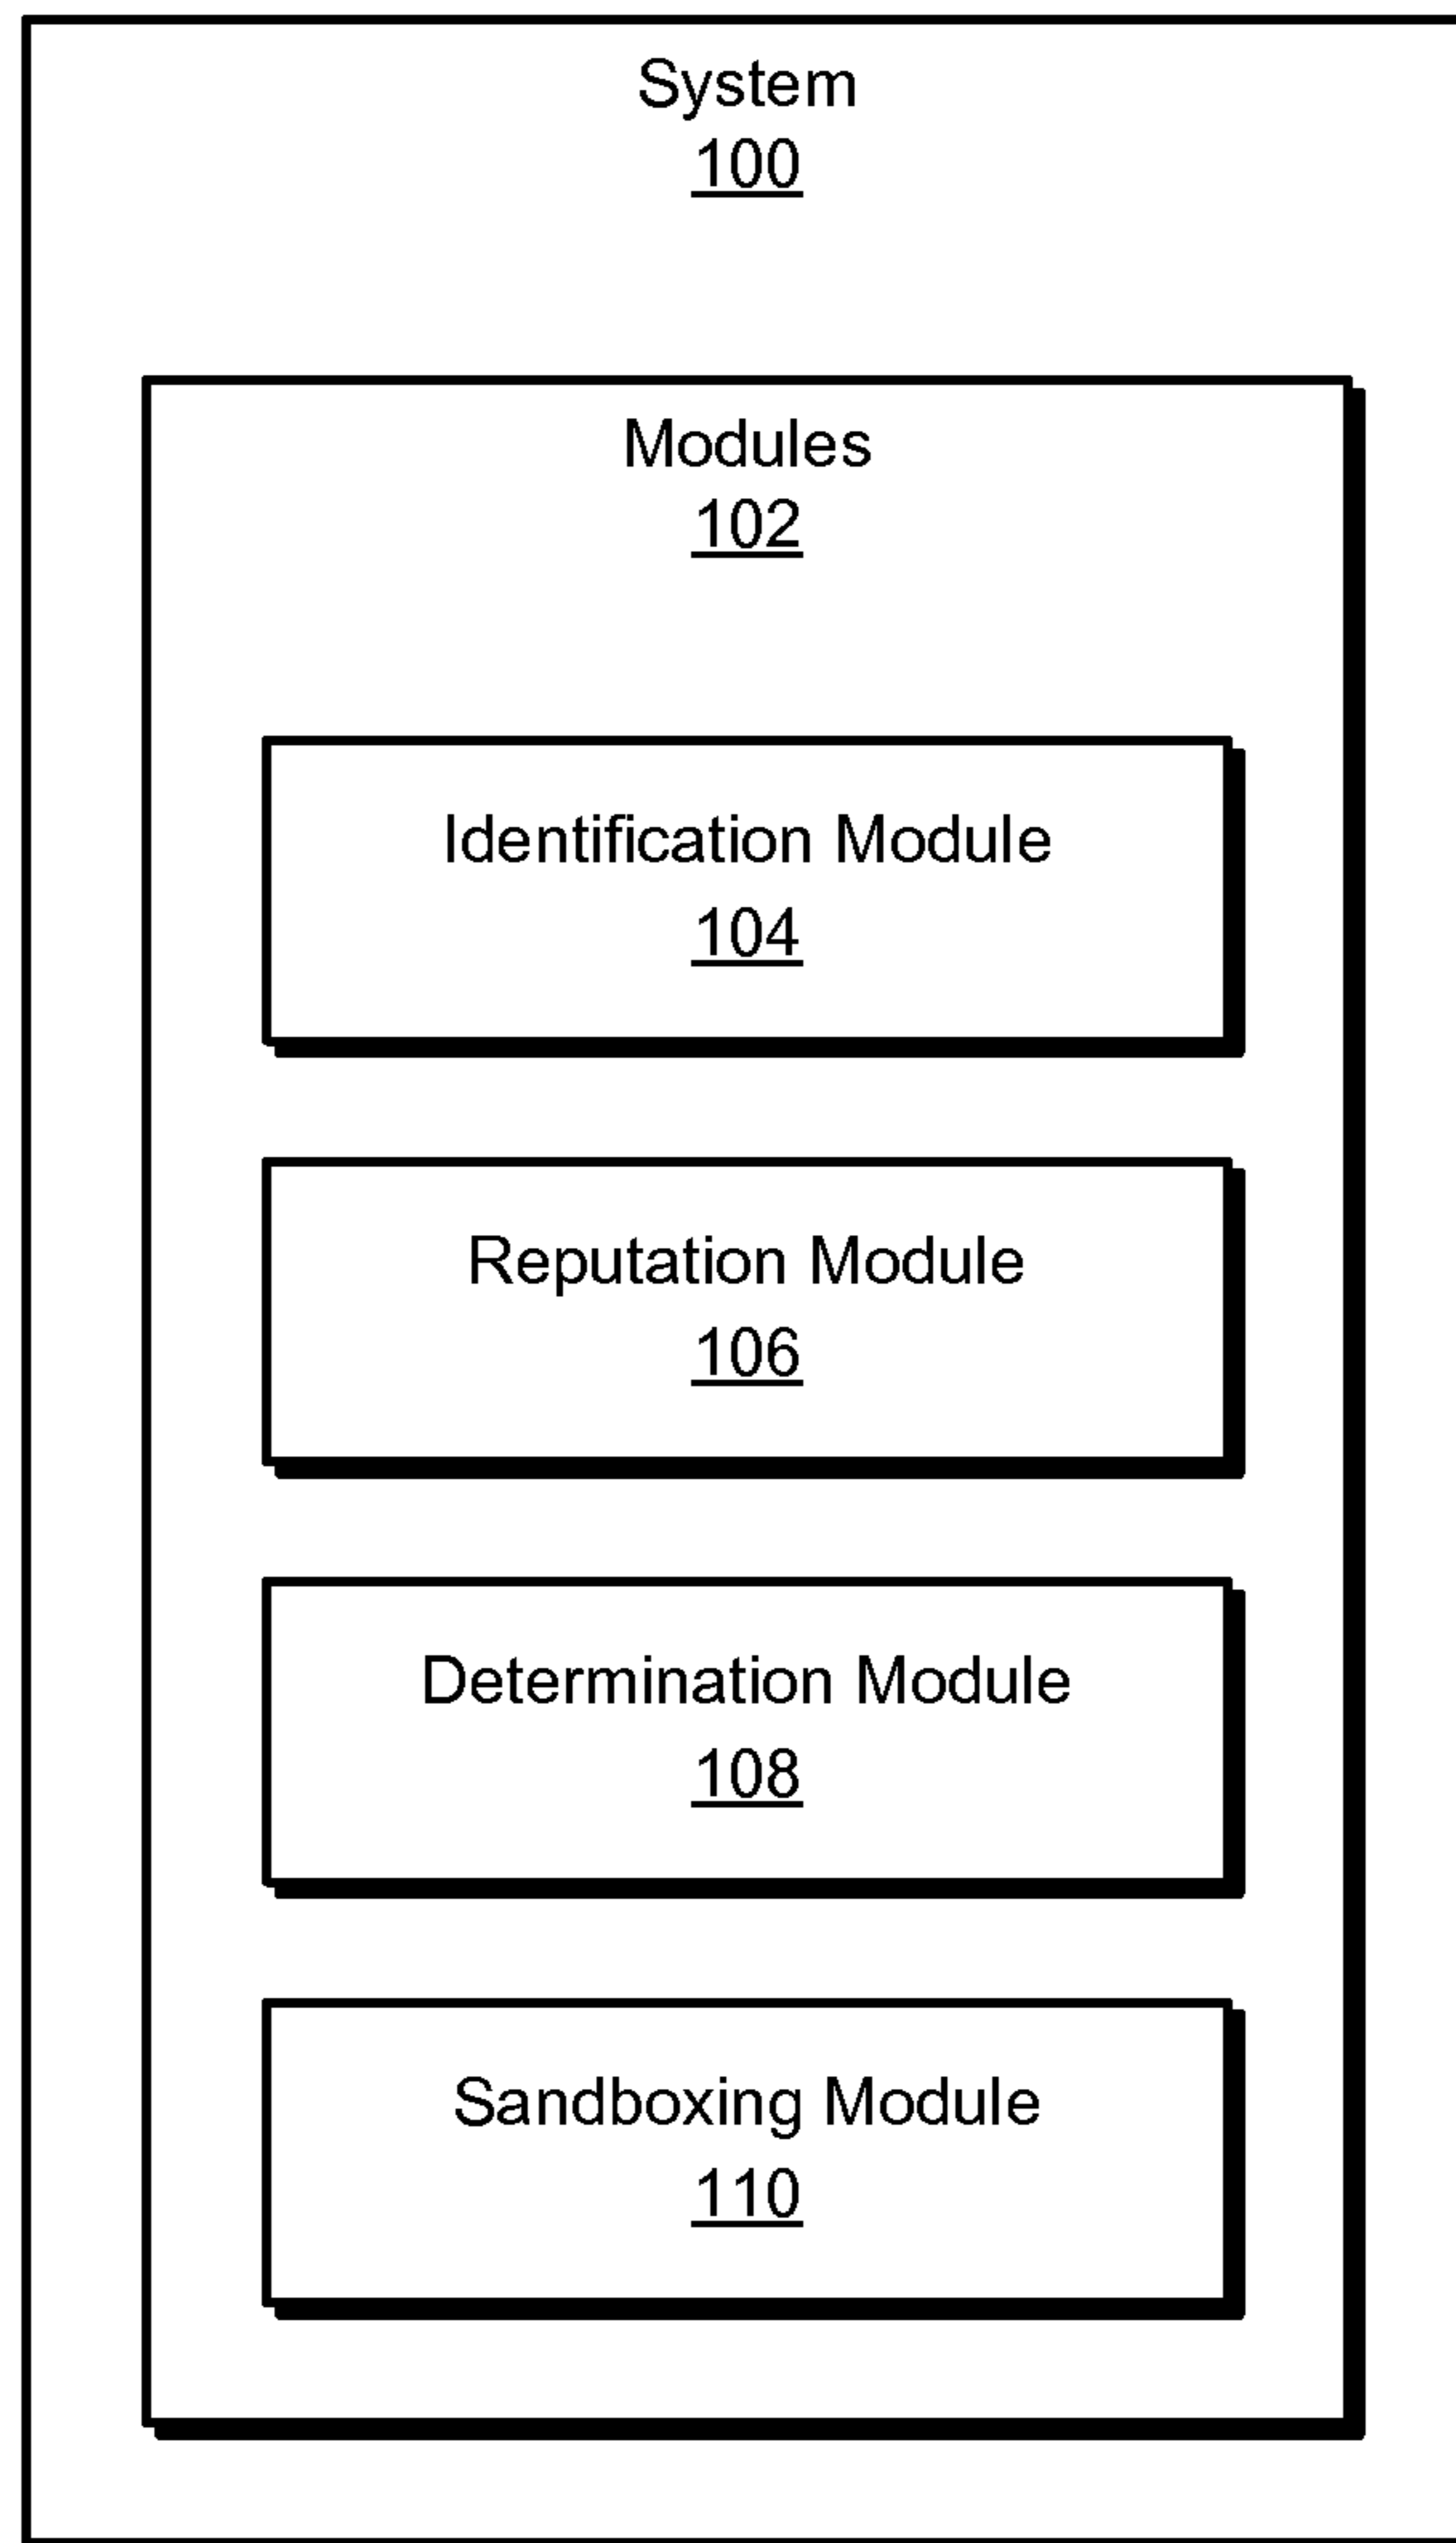 System
100
Modules
102
Identification Module
104
Reputation Module
106
Determination Module
108
Sandboxing Module
110